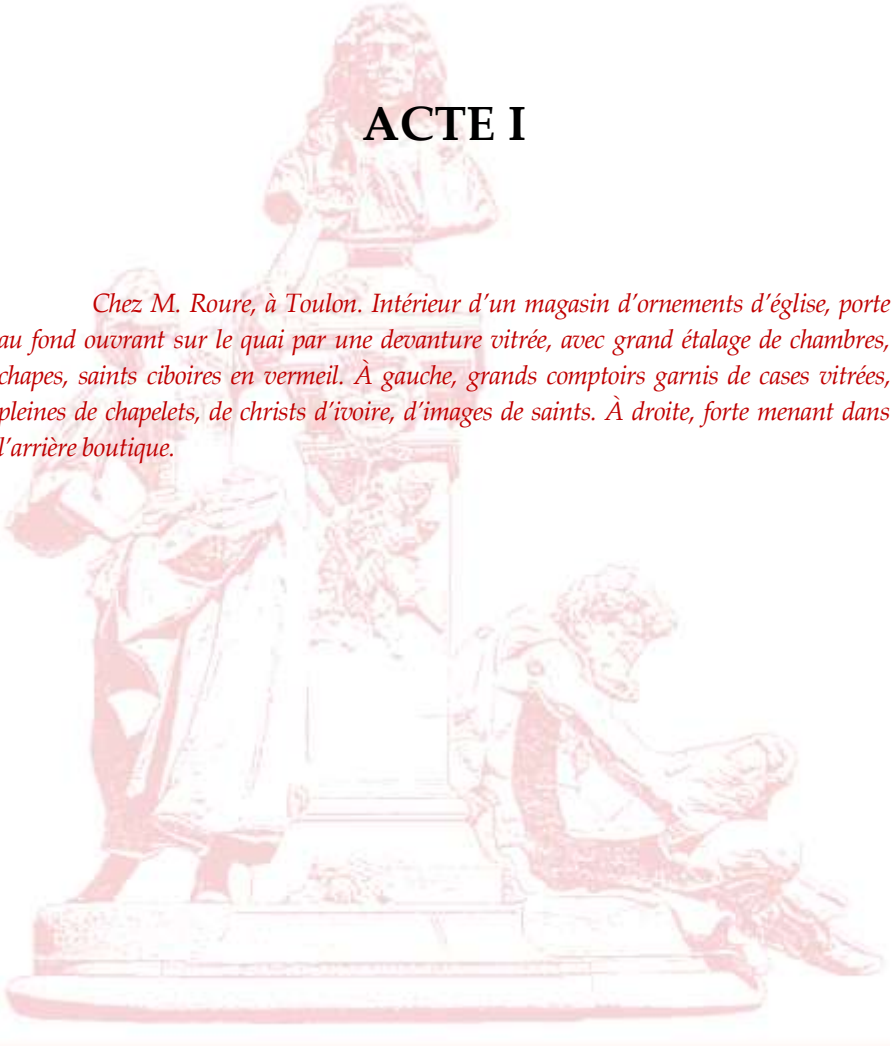 ACTE I
Chez M. Roure, à Toulon. Intérieur d’un magasin d’ornements d’église, porte
au fond ouvrant sur le quai par une devanture vitrée, avec grand étalage de chambres,
chapes, saints ciboires en vermeil. À gauche, grands comptoirs garnis de cases vitrées,
pleines de chapelets, de christs d’ivoire, d’images de saints. À droite, forte menant dans
l’arrière boutique.